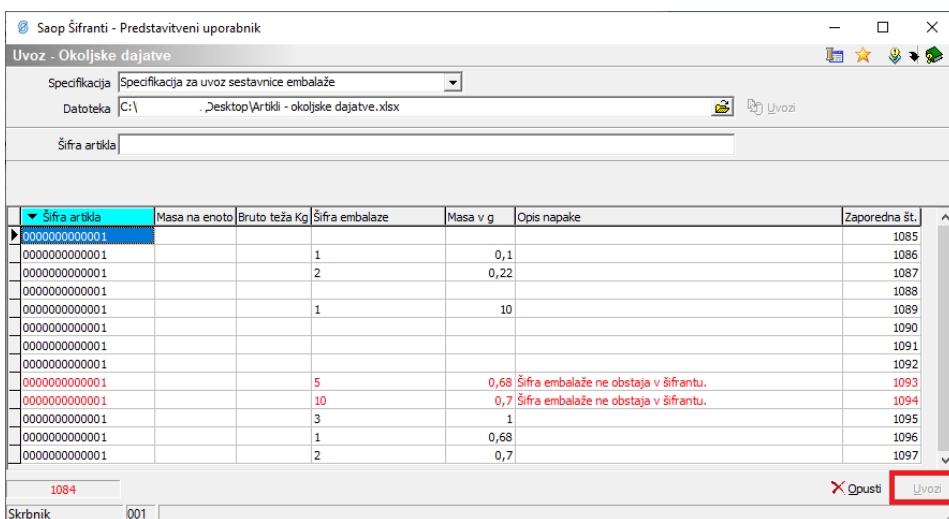 Saop Šifranti - Predstavitveni uporabnik
Uvoz - Okoljske dajatve
Specifikacija Specifikacija za uvoz sestavnice embalaže
Datoteka C:\ Desktop\Artikli - okoljske dajatve.xlsx Uvozi
Šifra artikla
Šifra artikla Masa na enoto Bruto teža Kg Šifra embalaze Masa v g Opis napake Zaporedna št.
0000000000001 1085
0000000000001 1 0,1 1086
0000000000001 2 0,22 1087
0000000000001 1088
0000000000001 1 10 1089
0000000000001 1090
0000000000001 1091
0000000000001 1092
0000000000001 5 0,68 Šifra embalaže ne obstaja v šifrantu. 1093
0000000000001 10 0,7 Šifra embalaže ne obstaja v šifrantu. 1094
0000000000001 3 1 1095
0000000000001 1 0,68 1096
0000000000001 2 0,7 1097
1084 Opusti Uvozi
Skrbnik 001